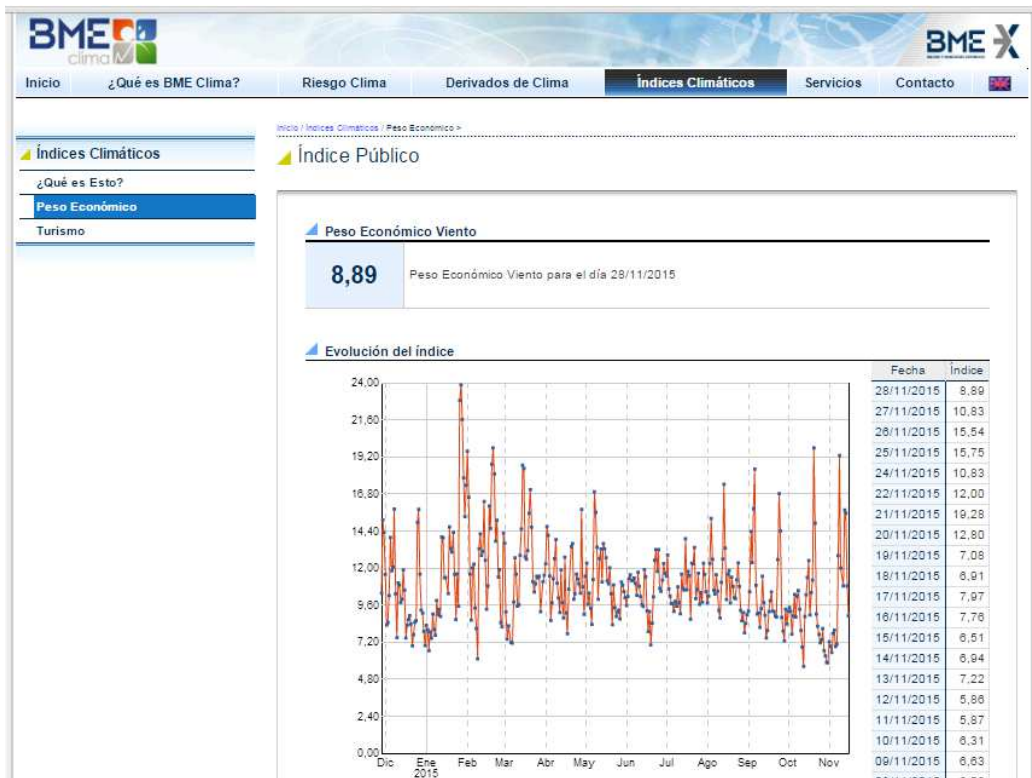 BME
clima
BME X
Inicio ¿Qué es BME Clima? Riesgo Clima Derivados de Clima Índices Climáticos Servicios Contacto
Inicio / Índices Climáticos / Peso Económico >
Índices Climáticos
¿Qué es Esto?
Peso Económico
Turismo
Índice Público
Peso Económico Viento
8,89 Peso Económico Viento para el día 28/11/2015
Evolución del índice
24,00
21,60
19,20
16,80
14,40
12,00
9,60
7,20
4,80
2,40
0,00
Dic Ene Feb Mar Abr May Jun Jul Ago Sep Oct Nov
2015
Fecha Índice
28/11/2015 8,89
27/11/2015 10,83
26/11/2015 15,54
25/11/2015 15,75
24/11/2015 10,83
22/11/2015 12,00
21/11/2015 19,28
20/11/2015 12,80
19/11/2015 7,08
18/11/2015 6,91
17/11/2015 7,97
16/11/2015 7,76
15/11/2015 6,51
14/11/2015 6,94
13/11/2015 7,22
12/11/2015 5,86
11/11/2015 5,87
10/11/2015 6,31
09/11/2015 6,63